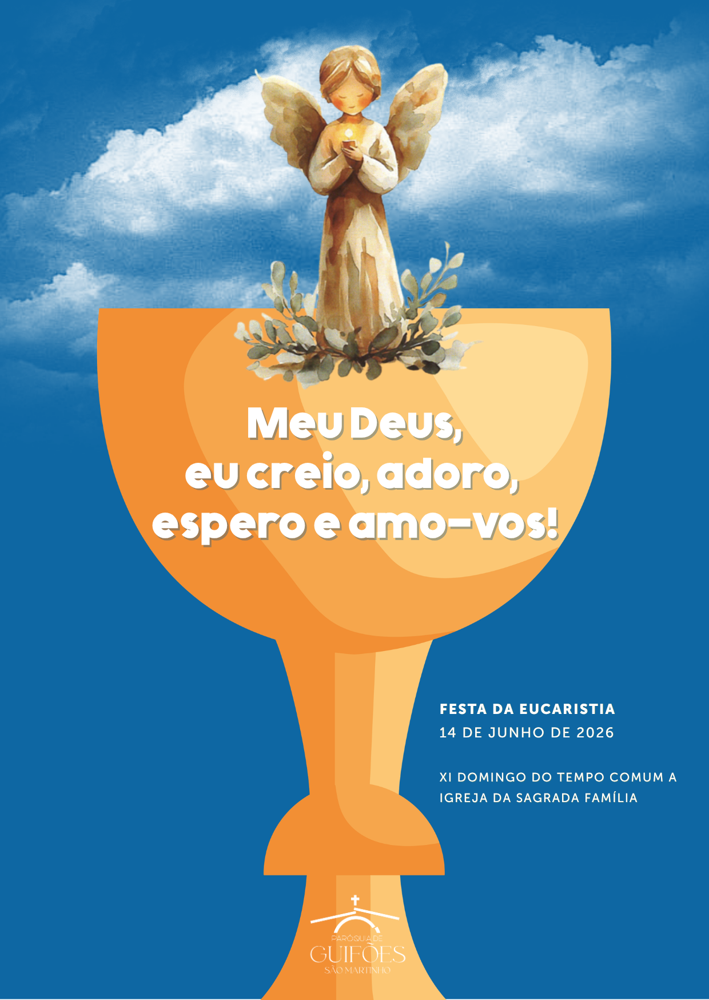 Meu Deus,
eu creio, adoro,
espero e amo-vos!
FESTA DA EUCARISTIA
14 DE JUNHO DE 2026
XI DOMINGO DO TEMPO COMUM A
IGREJA DA SAGRADA FAMÍLIA
PARÓQUIA DE
GUIFÕES
SÃO MARTINHO